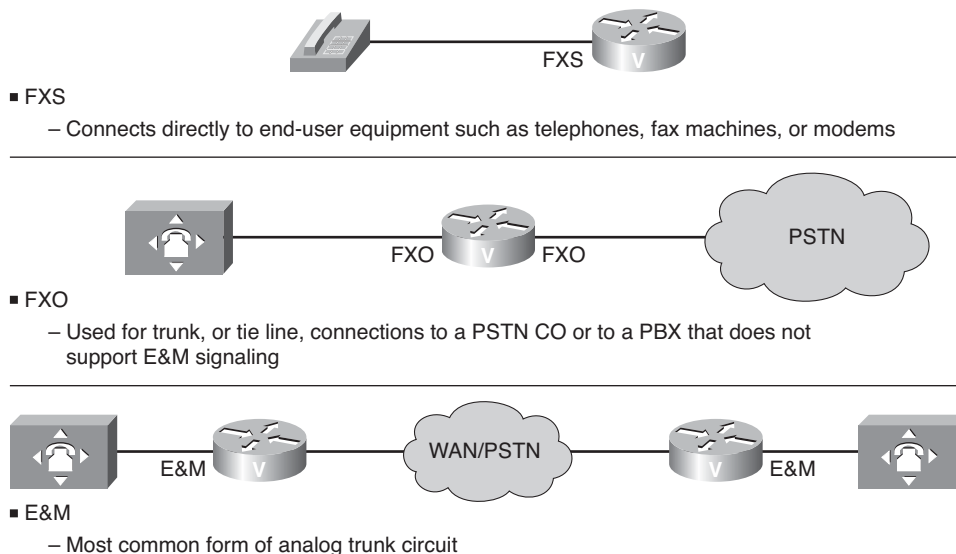 FXS
V
■ FXS
– Connects directly to end-user equipment such as telephones, fax machines, or modems
FXO
V
FXO
PSTN
■ FXO
– Used for trunk, or tie line, connections to a PSTN CO or to a PBX that does not
support E&M signaling
E&M
V
WAN/PSTN
V
E&M
■ E&M
– Most common form of analog trunk circuit